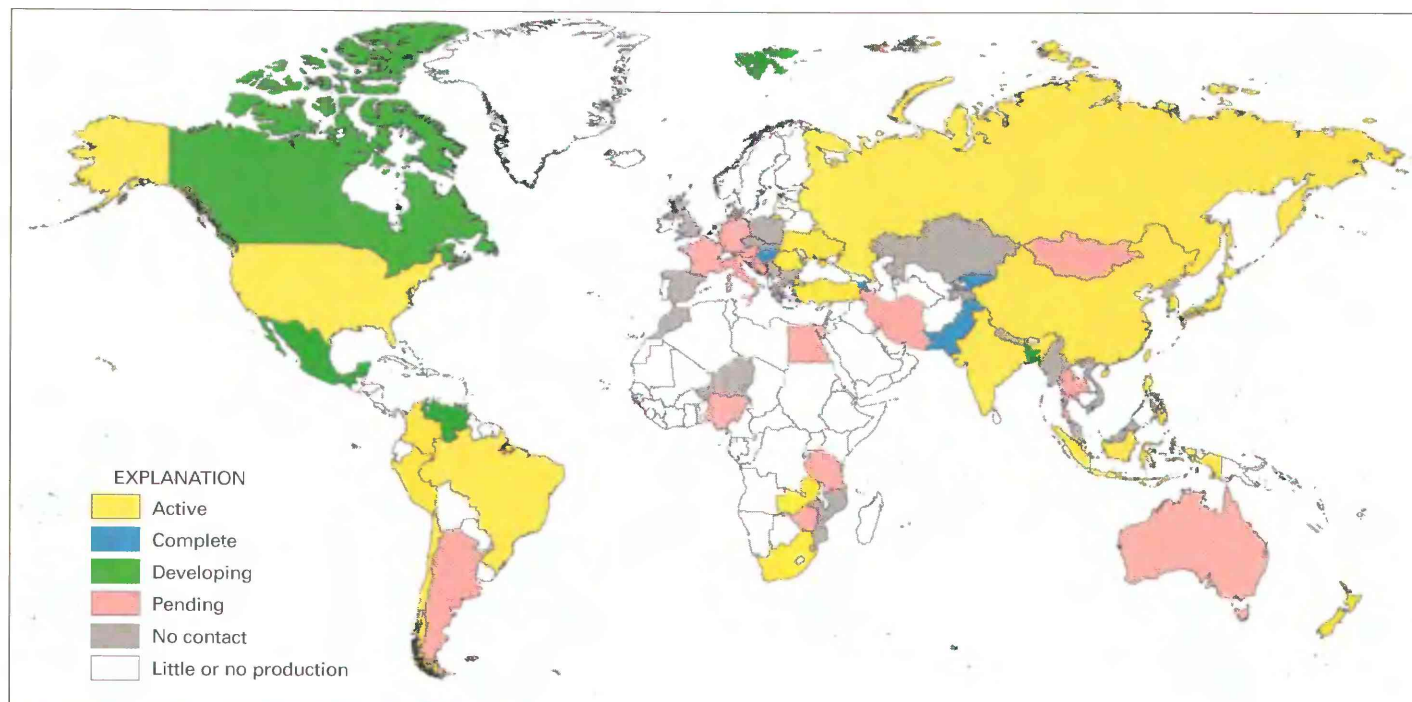 EXPLANATION
Active
Complete
Developing
Pending
No contact
Little or no production